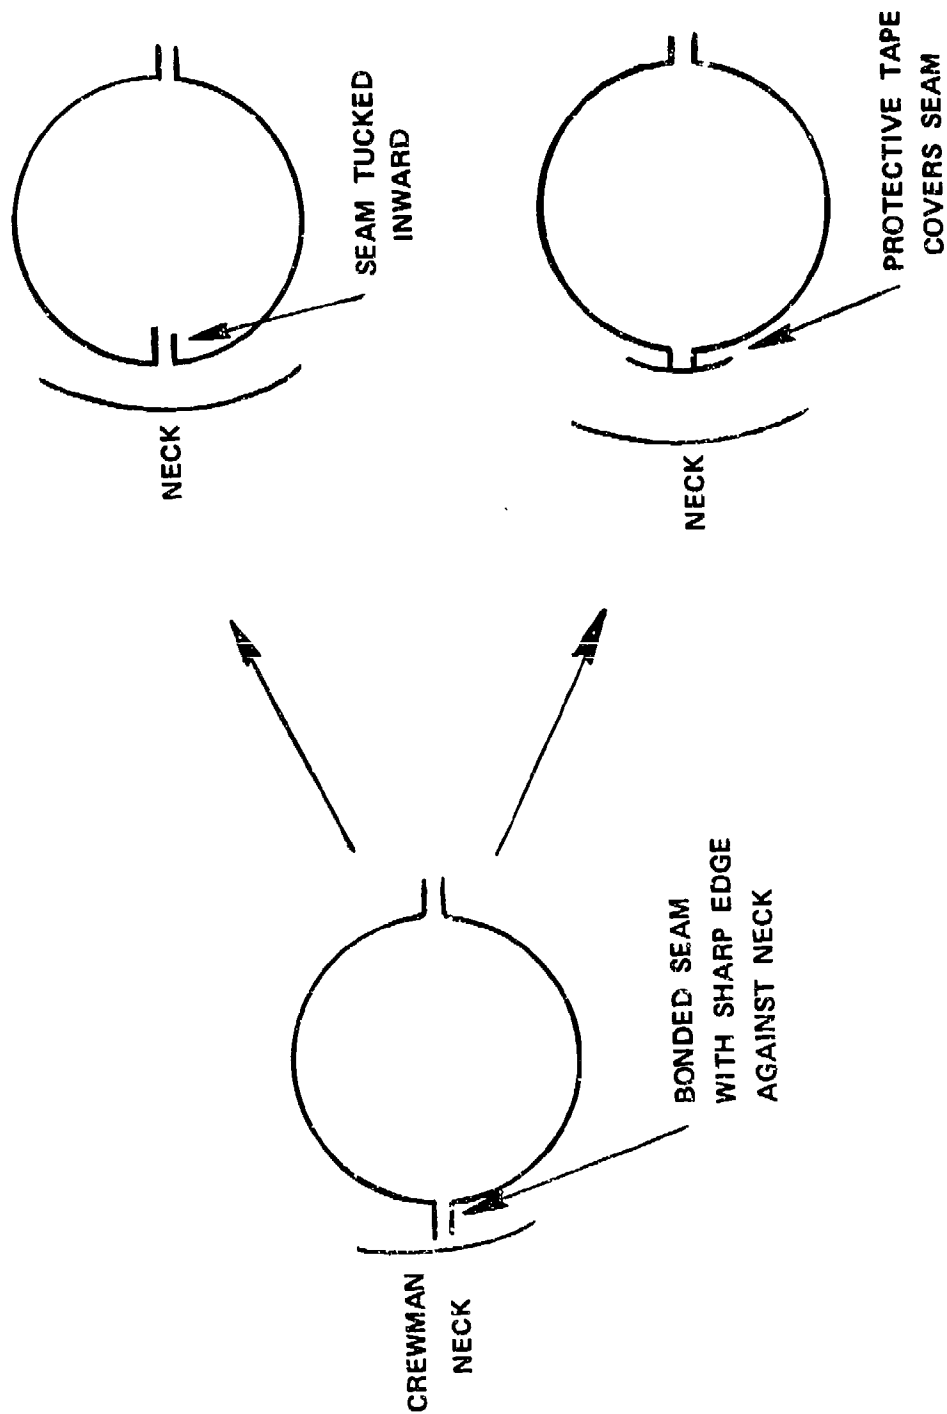 CREWMAN
NECK
BONDED SEAM
WITH SHARP EDGE
AGAINST NECK
NECK
SEAM TUCKED
INWARD
NECK
PROTECTIVE TAPE
COVERS SEAM